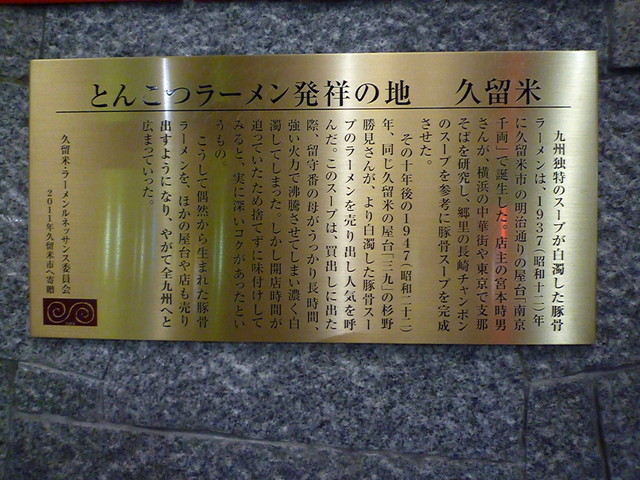 とんこつラーメン発祥の地　久留米
九州独特のスープが白濁した豚骨
ラーメンは、1937(昭和十二)年
に久留米市の明治通りの屋台「南京
千両」で誕生した。店主の宮本時男
さんが、横浜の中華街や東京で支那
そばを研究し、郷里の長崎チャンポン
のスープを参考に豚骨スープを完成
させた。
その十年後の1947(昭和二十二)
年、同じ久留米の屋台「三九」の杉野
勝見さんが、より白濁した豚骨スー
プのラーメンを売り出し人気を呼
んだ。このスープは、買出しに出た
際、留守番の母がうっかり長時間、
強い火力で沸騰させてしまい濃く白
濁してしまった。しかし開店時間が
迫っていたため捨てずに味付けして
みると、実に深いコクがあったとい
うもの。
こうして偶然から生まれた豚骨
ラーメンを、ほかの屋台や店も売り
出すようになり、やがて全九州へと
広まっていった。
久留米・ラーメンルネッサンス委員会
2011年久留米市へ寄贈